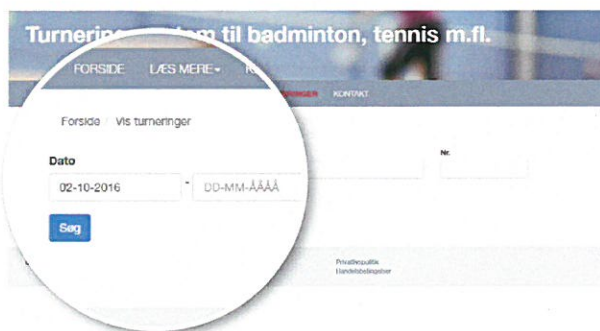 Turnering til badminton, tennis m.fl.
FORSIDE LÆS MERE
KONTAKT
Forside / Vis turneringer
Dato
Nr.
02-10-2016 - DD-MM-ÅÅÅÅ
Søg
Privatlivspolitik
Handelsbetingelser